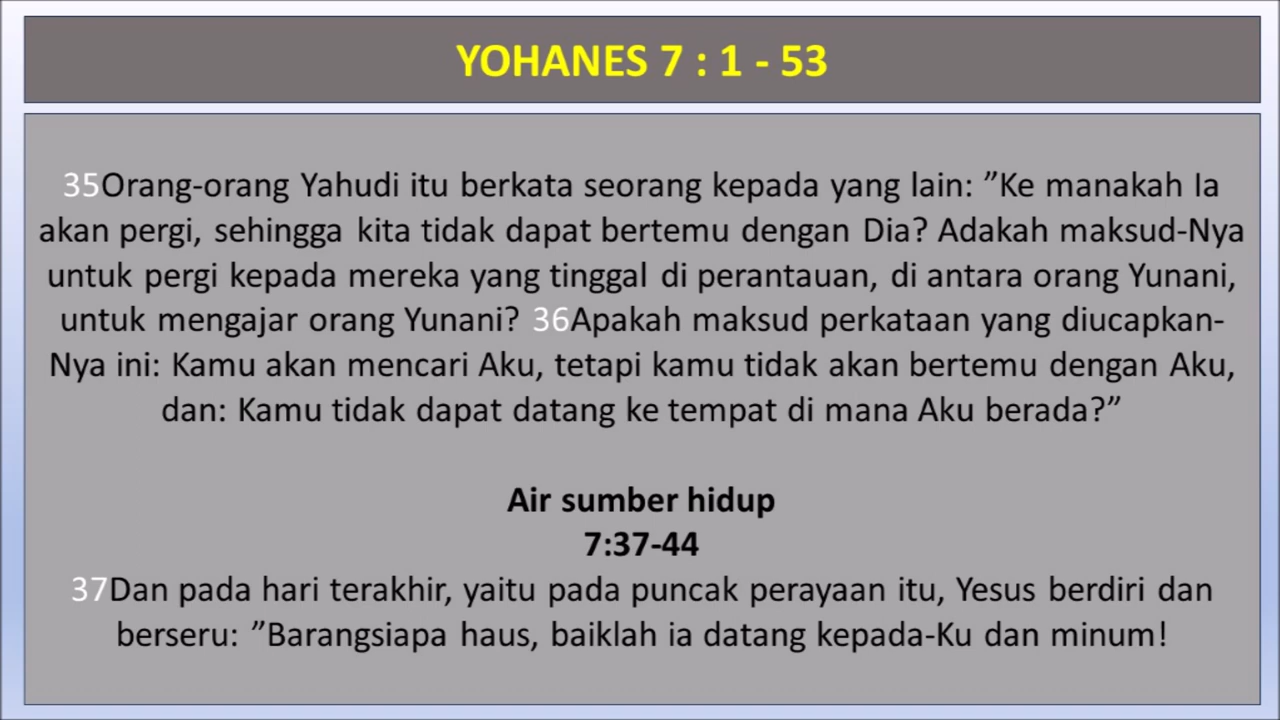 YOHANES 7 : 1 - 53
35Orang-orang Yahudi itu berkata seorang kepada yang lain: ”Ke manakah Ia
akan pergi, sehingga kita tidak dapat bertemu dengan Dia? Adakah maksud-Nya
untuk pergi kepada mereka yang tinggal di perantauan, di antara orang Yunani,
untuk mengajar orang Yunani? 36Apakah maksud perkataan yang diucapkan-
Nya ini: Kamu akan mencari Aku, tetapi kamu tidak akan bertemu dengan Aku,
dan: Kamu tidak dapat datang ke tempat di mana Aku berada?”
Air sumber hidup
7:37-44
37Dan pada hari terakhir, yaitu pada puncak perayaan itu, Yesus berdiri dan
berseru: ”Barangsiapa haus, baiklah ia datang kepada-Ku dan minum!